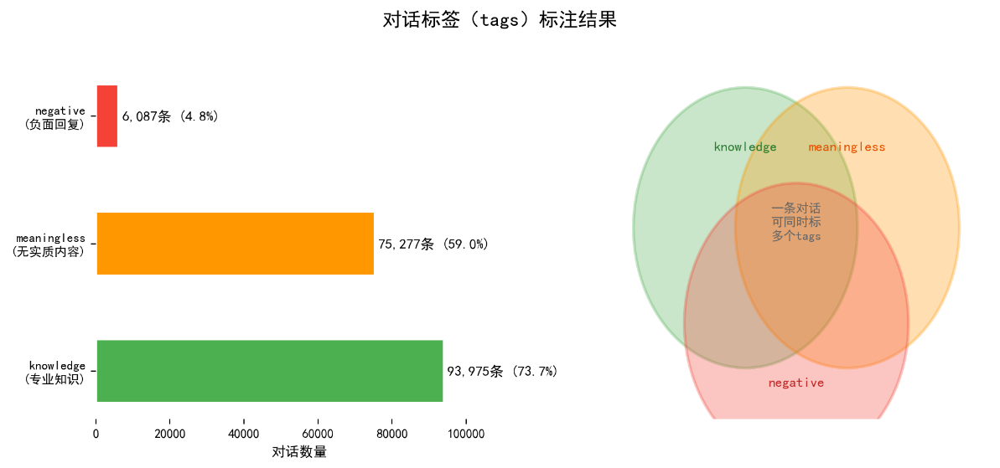 对话标签（tags）标注结果
negative
(负面回复)
6,087条 (4.8%)
meaningless
(无实质内容)
75,277条 (59.0%)
knowledge
(专业知识)
93,975条 (73.7%)
0 20000 40000 60000 80000 100000
对话数量
knowledge
meaningless
一条对话
可同时标
多个tags
negative